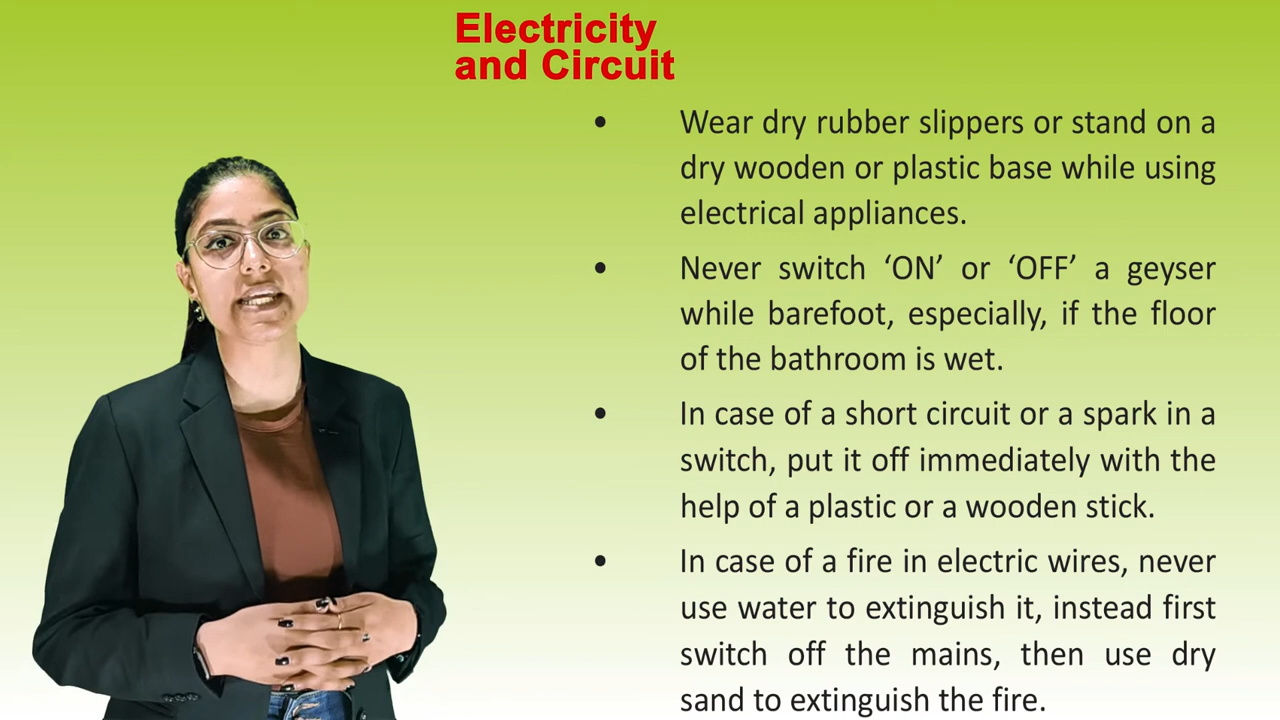 Electricity
and Circuit
• Wear dry rubber slippers or stand on a
dry wooden or plastic base while using
electrical appliances.
• Never switch ‘ON’ or ‘OFF’ a geyser
while barefoot, especially, if the floor
of the bathroom is wet.
• In case of a short circuit or a spark in a
switch, put it off immediately with the
help of a plastic or a wooden stick.
• In case of a fire in electric wires, never
use water to extinguish it, instead first
switch off the mains, then use dry
sand to extinguish the fire.